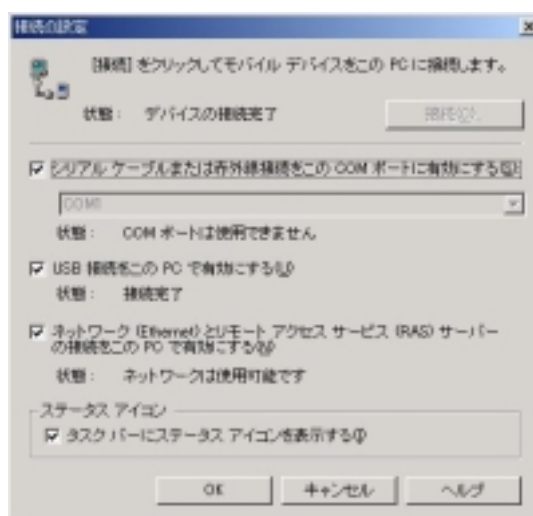 接続の設定
[接続] をクリックしてモバイル デバイスをこの PC に接続します。
状態： デバイスの接続完了
接続(C)...
シリアル ケーブルまたは赤外線接続をこの COM ポートに有効にする(S)
COM1
状態： COM ポートは使用できません
USB 接続をこの PC で有効にする(U)
状態： 接続完了
ネットワーク (Ethernet) とリモート アクセス サービス (RAS) サーバー
の接続をこの PC で有効にする(N)
状態： ネットワークは使用可能です
ステータス アイコン
タスク バーにステータス アイコンを表示する(I)
OK
キャンセル
ヘルプ